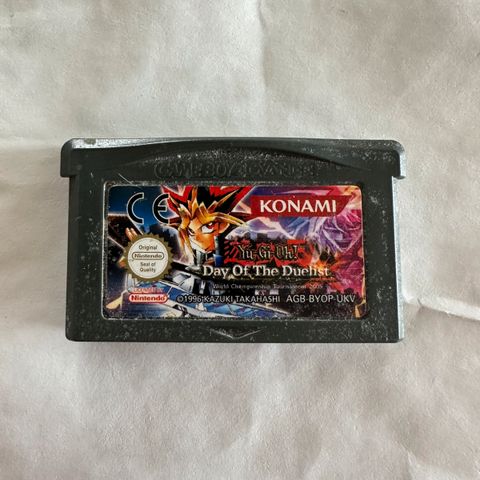 GAME BOY ADVANCE
CE
KONAMI
Original
Nintendo
Seal of
Quality
Yu-Gi-Oh!
Day Of The Duelist
World Championship Tournament 2005
Nintendo
©1996 KAZUKI TAKAHASHI AGB-BYOP-UKV